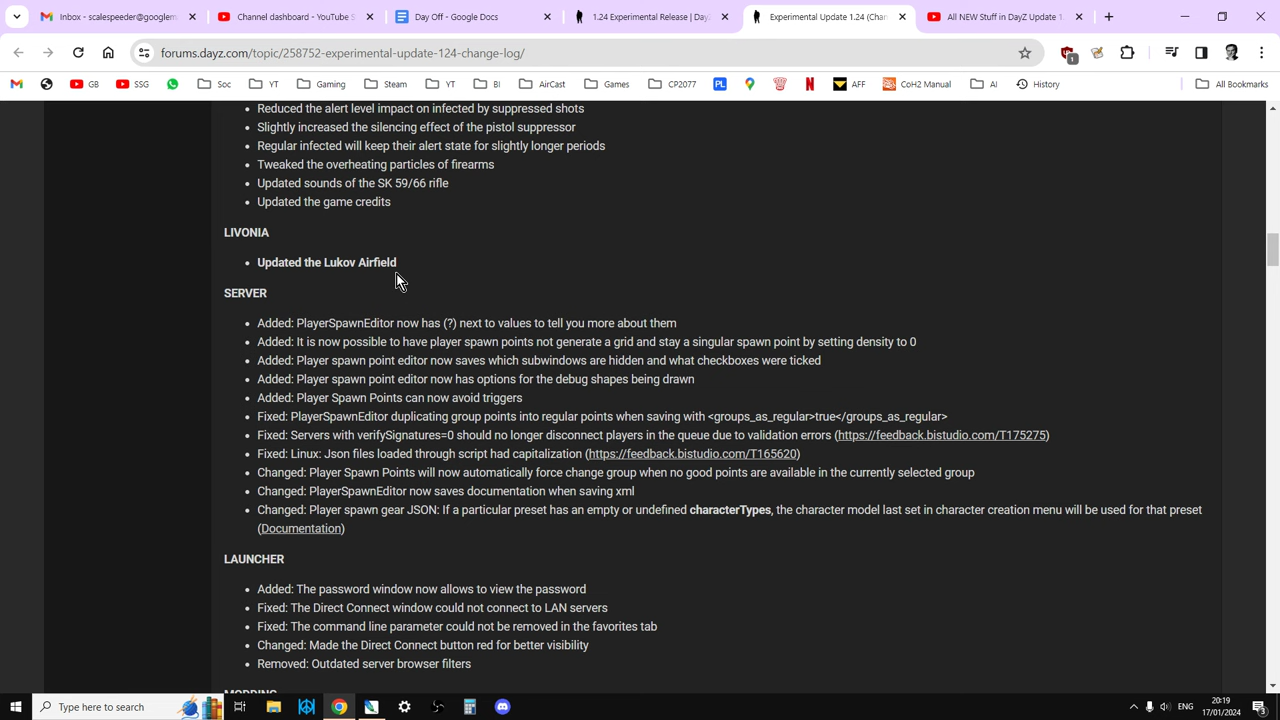 Inbox - scalespeeder@googlem
Channel dashboard - YouTube S
Day Off - Google Docs
1.24 Experimental Release | Day
Experimental Update 1.24 (Chan
All NEW Stuff in DayZ Update 1
forums.dayz.com/topic/258752-experimental-update-124-change-log/
GB SSG Soc YT Gaming Steam YT BI AirCast Games CP2077 PL AFF CoH2 Manual AI History All Bookmarks
Reduced the alert level impact on infected by suppressed shots
Slightly increased the silencing effect of the pistol suppressor
Regular infected will keep their alert state for slightly longer periods
Tweaked the overheating particles of firearms
Updated sounds of the SK 59/66 rifle
Updated the game credits
LIVONIA
Updated the Lukov Airfield
SERVER
Added: PlayerSpawnEditor now has (?) next to values to tell you more about them
Added: It is now possible to have player spawn points not generate a grid and stay a singular spawn point by setting density to 0
Added: Player spawn point editor now saves which subwindows are hidden and what checkboxes were ticked
Added: Player spawn point editor now has options for the debug shapes being drawn
Added: Player Spawn Points can now avoid triggers
Fixed: PlayerSpawnEditor duplicating group points into regular points when saving with <groups_as_regular>true</groups_as_regular>
Fixed: Servers with verifySignatures=0 should no longer disconnect players in the queue due to validation errors (https://feedback.bistudio.com/T175275)
Fixed: Linux: Json files loaded through script had capitalization (https://feedback.bistudio.com/T165620)
Changed: Player Spawn Points will now automatically force change group when no good points are available in the currently selected group
Changed: PlayerSpawnEditor now saves documentation when saving xml
Changed: Player spawn gear JSON: If a particular preset has an empty or undefined characterTypes, the character model last set in character creation menu will be used for that preset
(Documentation)
LAUNCHER
Added: The password window now allows to view the password
Fixed: The Direct Connect window could not connect to LAN servers
Fixed: The command line parameter could not be removed in the favorites tab
Changed: Made the Direct Connect button red for better visibility
Removed: Outdated server browser filters
MODDING
Type here to search
ENG
20:19
17/01/2024
3